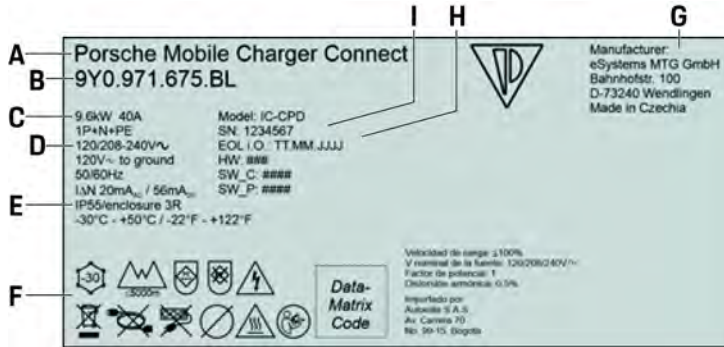 I
H
G
A
Porsche Mobile Charger Connect
B
9Y0.971.675.BL
Manufacturer:
eSystems MTG GmbH
Bahnhofstr. 100
D-73240 Wendlingen
Made in Czechia
C
9.6kW 40A
1P+N+PE
D
120/208-240V∿
120V∿ to ground
50/60Hz
I∆N 20mA / 56mA
E
IP55/enclosure 3R
-30°C - +50°C / -22°F - +122°F
Model: IC-CPD
SN: 1234567
EOL i.O.: TT.MM.JJJJ
HW: ###
SW_C: ####
SW_P: ####
F
-30
≤5000m
Data-
Matrix
Code
Velocidad de carga: ≥100%
V nominal de la fuente: 120/208/240V∿
Factor de potencia: 1
Distorsión armónica: 0.5%
Importado por
S.A.S.
Av. Carrera 70
No. 99-15, Bogota